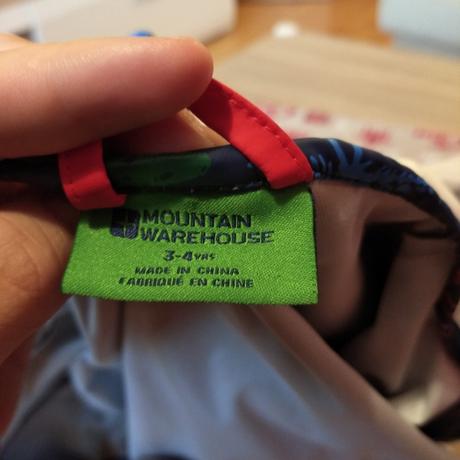 MOUNTAIN
WAREHOUSE
3-4YRS
MADE IN CHINA
FABRIQUÉ EN CHINE